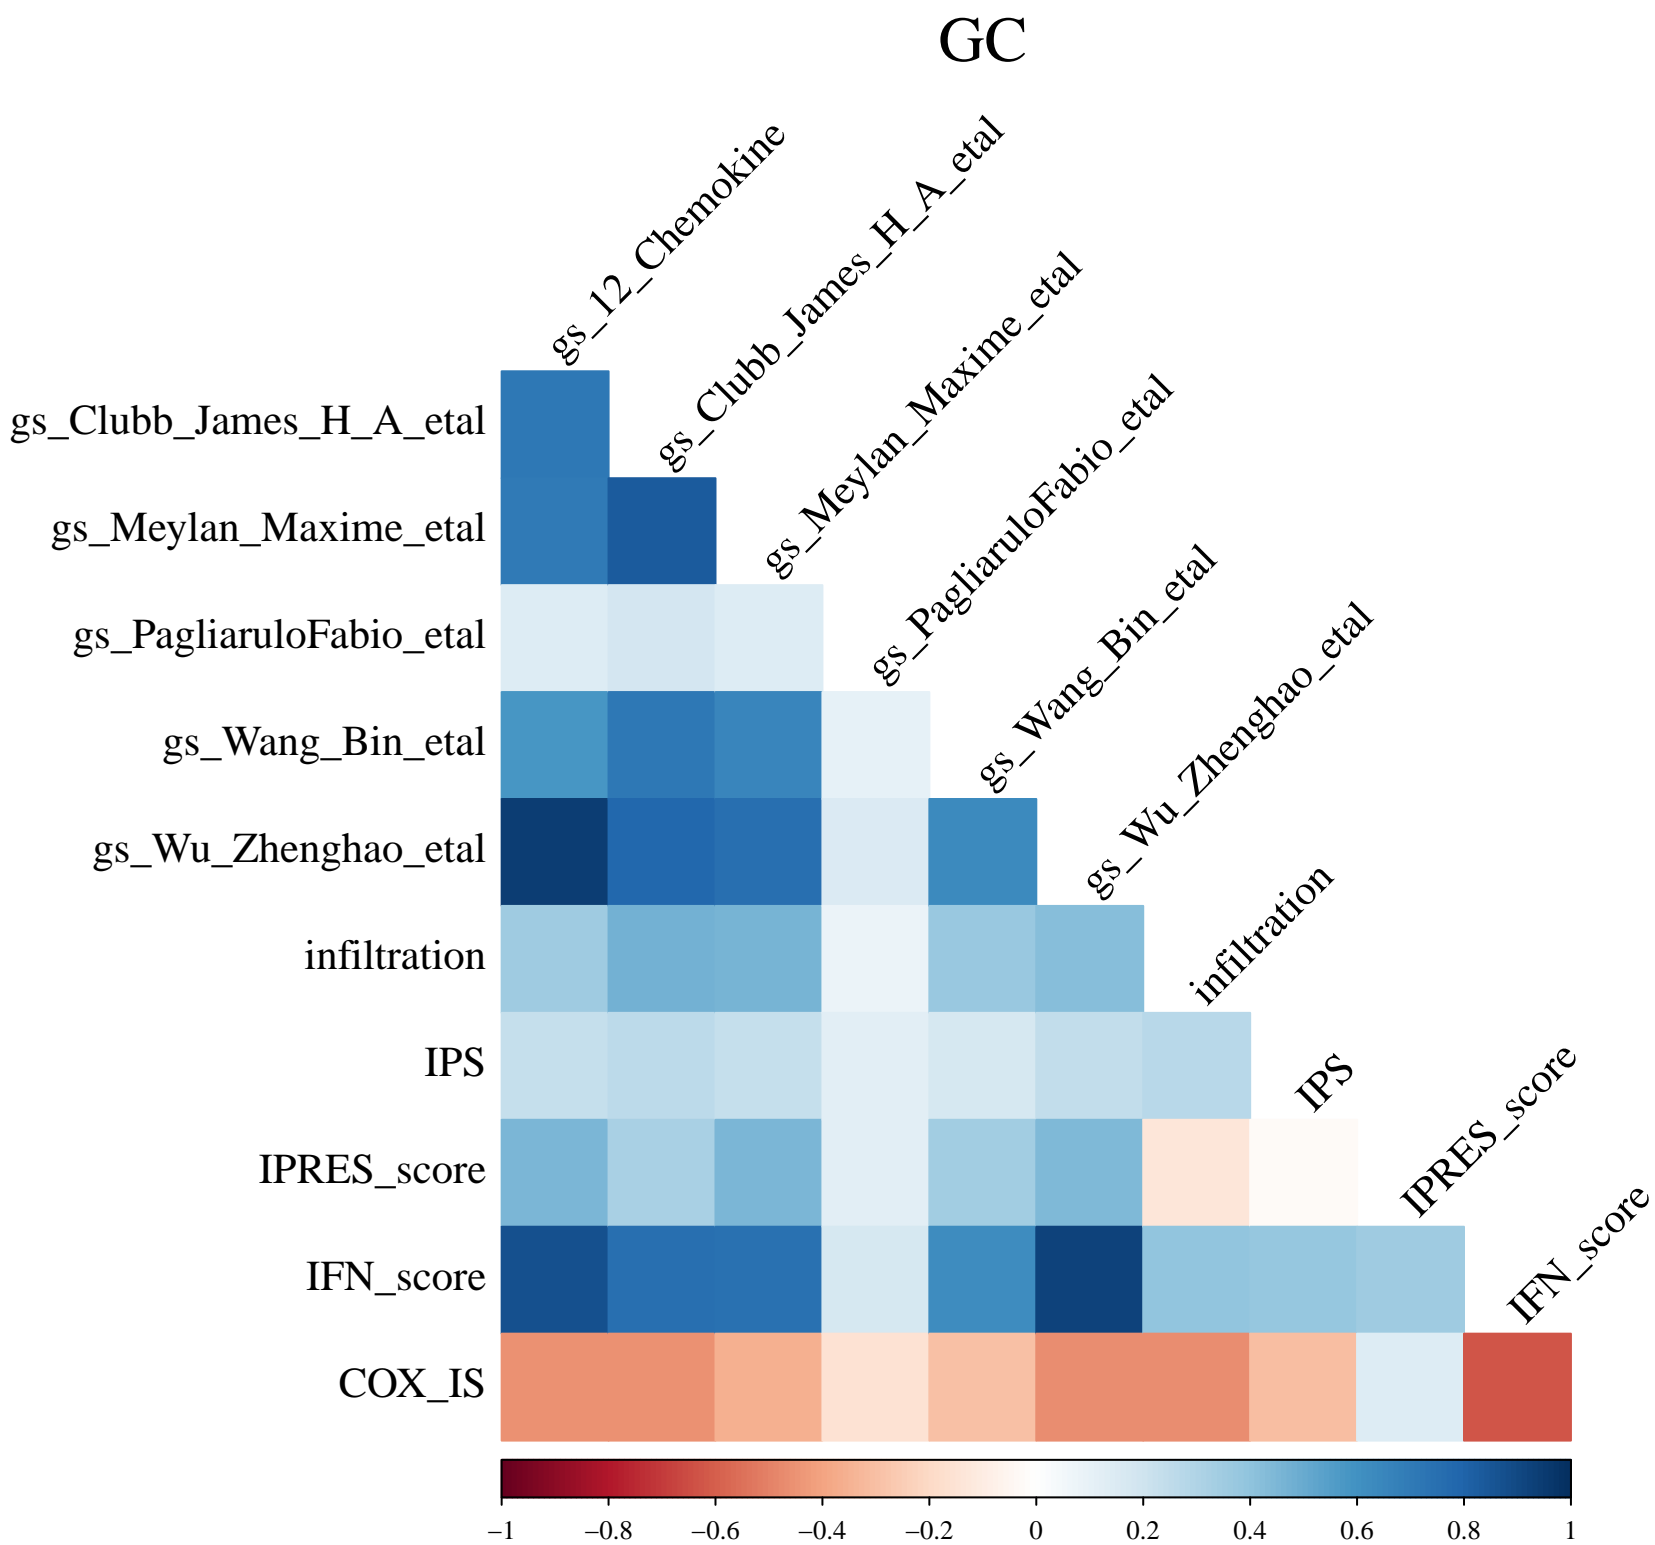 GC
gs_12_Chemokine
gs_Clubb_James_H_A_etal
gs_Meylan_Maxime_etal
gs_PagliaruloFabio_etal
gs_Wang_Bin_etal
gs_Wu_Zhenghao_etal
infiltration
IPS
IPRES_score
IFN_score
gs_Clubb_James_H_A_etal
gs_Meylan_Maxime_etal
gs_PagliaruloFabio_etal
gs_Wang_Bin_etal
gs_Wu_Zhenghao_etal
infiltration
IPS
IPRES_score
IFN_score
COX_IS
−1 −0.8 −0.6 −0.4 −0.2 0 0.2 0.4 0.6 0.8 1